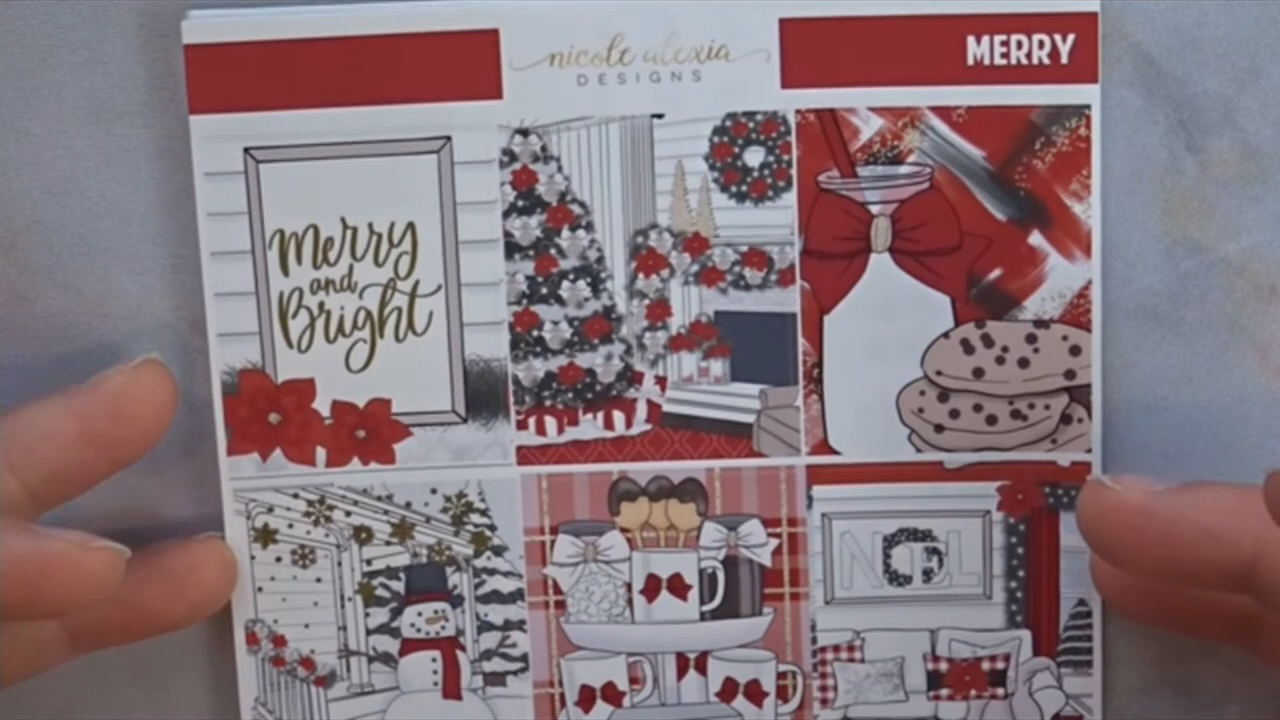 nicole alexia
DESIGNS
MERRY
Merry
and
Bright
NOEL